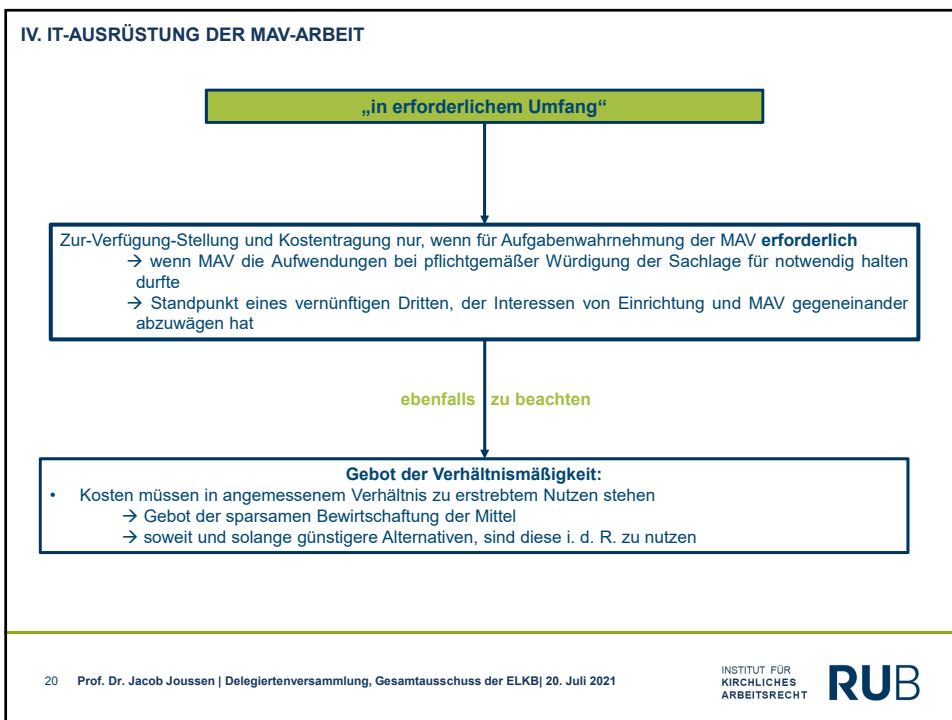 IV. IT-AUSRÜSTUNG DER MAV-ARBEIT
„in erforderlichem Umfang“
Zur-Verfügung-Stellung und Kostentragung nur, wenn für Aufgabenwahrnehmung der MAV erforderlich
→ wenn MAV die Aufwendungen bei pflichtgemäßer Würdigung der Sachlage für notwendig halten
durfte
→ Standpunkt eines vernünftigen Dritten, der Interessen von Einrichtung und MAV gegeneinander
abzuwägen hat
ebenfalls zu beachten
Gebot der Verhältnismäßigkeit:
• Kosten müssen in angemessenem Verhältnis zu erstrebtem Nutzen stehen
→ Gebot der sparsamen Bewirtschaftung der Mittel
→ soweit und solange günstigere Alternativen, sind diese i. d. R. zu nutzen
20 Prof. Dr. Jacob Joussen | Delegiertenversammlung, Gesamtausschuss der ELKB| 20. Juli 2021
INSTITUT FÜR
KIRCHLICHES
ARBEITSRECHT
RUB